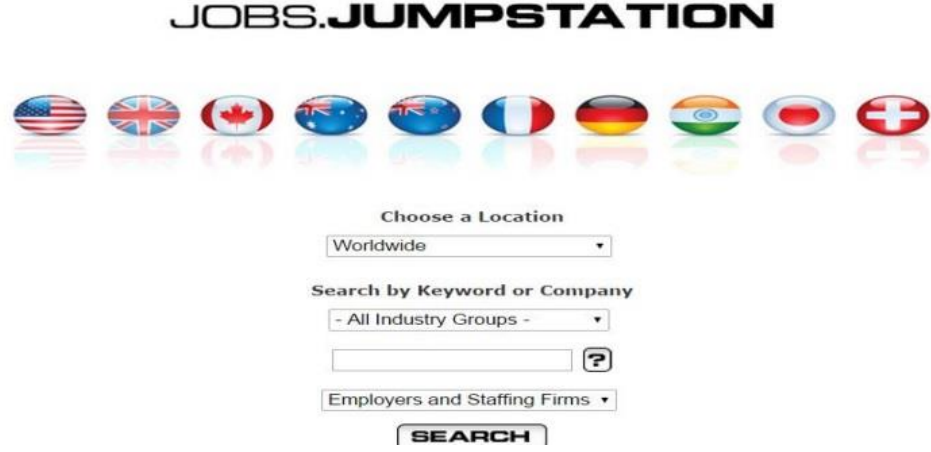 JOBS.JUMPSTATION
Choose a Location
Worldwide
Search by Keyword or Company
- All Industry Groups -
?
Employers and Staffing Firms
SEARCH